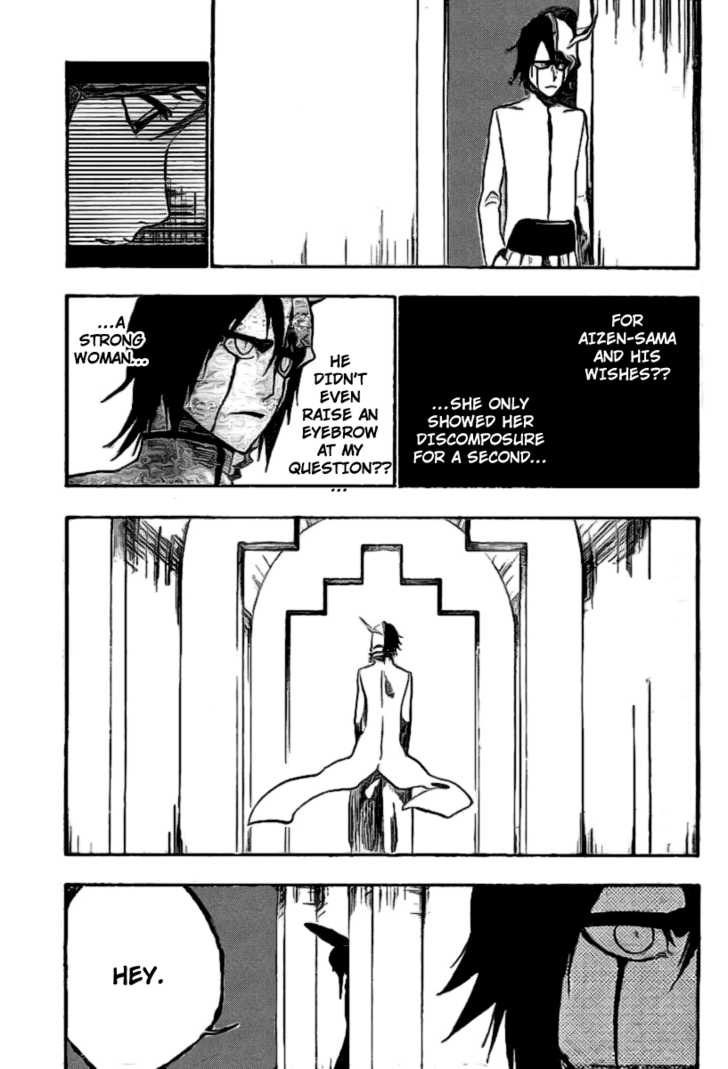 FOR
AIZEN-SAMA
AND HIS
WISHES??
...SHE ONLY
SHOWED HER
DISCOMPOSURE
FOR A SECOND...
HE
DIDN'T
EVEN
RAISE AN
EYEBROW
AT MY
QUESTION??
...
...A
STRONG
WOMAN...
HEY.